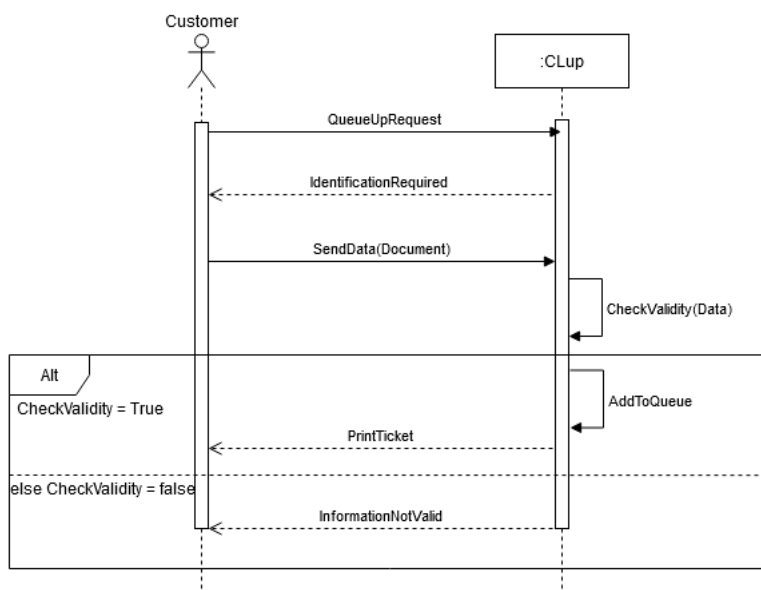 Customer
:CLup
QueueUpRequest
IdentificationRequired
SendData(Document)
CheckValidity(Data)
Alt
CheckValidity = True
AddToQueue
PrintTicket
else CheckValidity = false
InformationNotValid